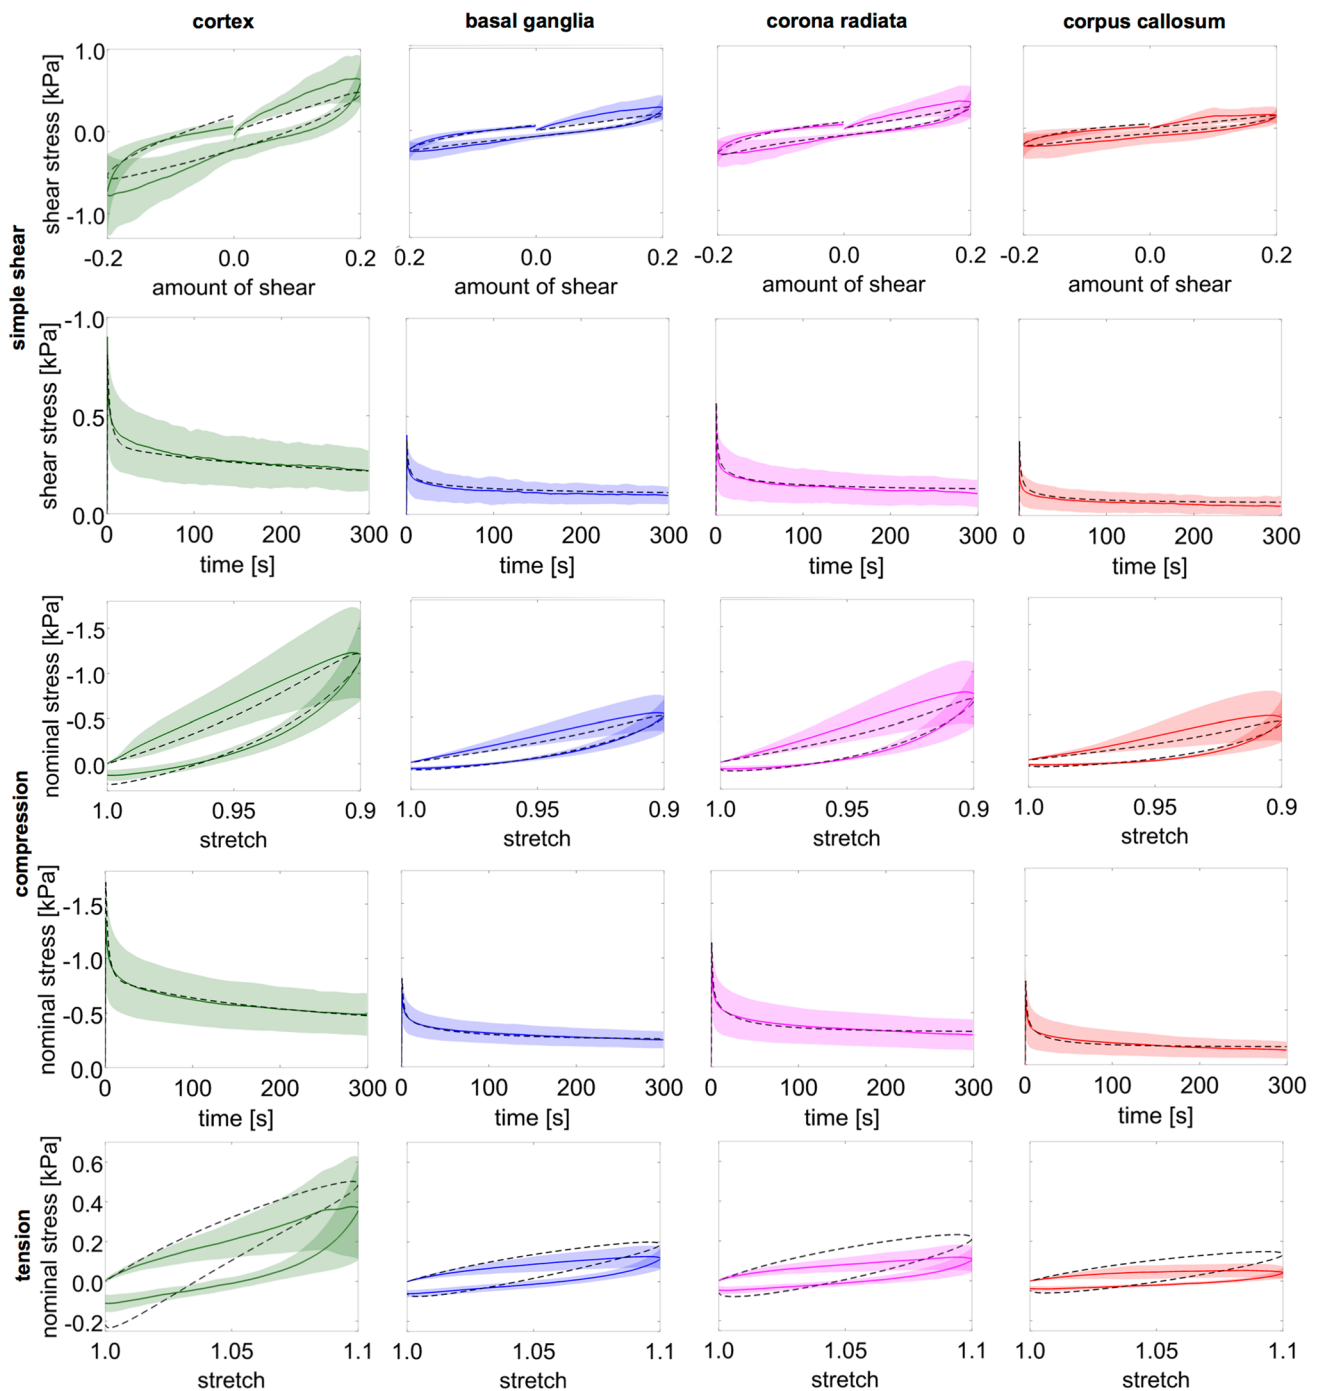 cortex basal ganglia corona radiata corpus callosum
simple shear
shear stress [kPa]
1.0
0.0
-1.0
-0.2 0.0 0.2 0.2 0.0 0.2 -0.2 0.0 0.2 -0.2 0.0 0.2
amount of shear amount of shear amount of shear amount of shear
shear stress [kPa]
-1.0
0.5
0.0
0 100 200 300 0 100 200 300 0 100 200 300 0 100 200 300
time [s] time [s] time [s] time [s]
compression
nominal stress [kPa]
-1.5
-1.0
-0.5
0.0
1.0 0.95 0.9 1.0 0.95 0.9 1.0 0.95 0.9 1.0 0.95 0.9
stretch stretch stretch stretch
nominal stress [kPa]
-1.5
-1.0
-0.5
0.0
0 100 200 300 0 100 200 300 0 100 200 300 0 100 200 300
time [s] time [s] time [s] time [s]
tension
nominal stress [kPa]
0.6
0.4
0.2
0.0
-0.2
1.0 1.05 1.1 1.0 1.05 1.1 1.0 1.05 1.1 1.0 1.05 1.1
stretch stretch stretch stretch